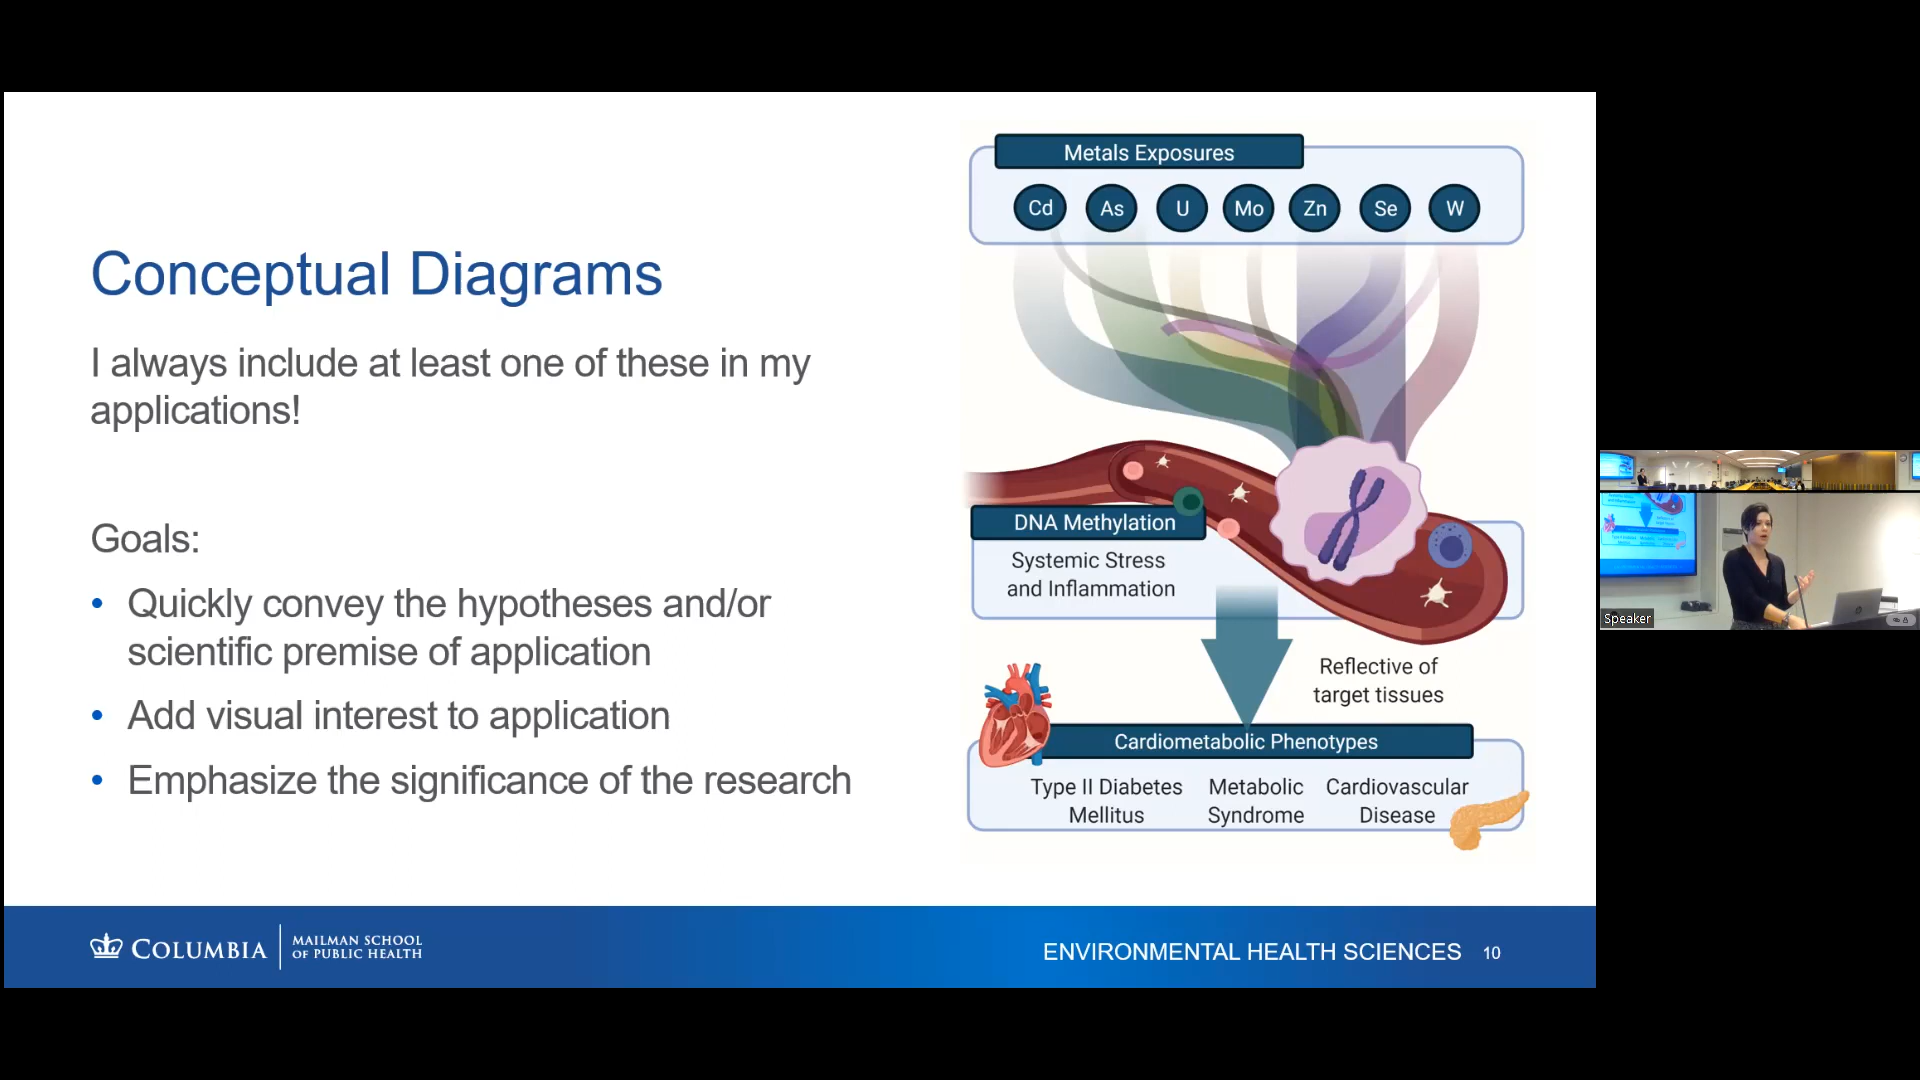 Conceptual Diagrams
I always include at least one of these in my
applications!
Goals:
• Quickly convey the hypotheses and/or
scientific premise of application
• Add visual interest to application
• Emphasize the significance of the research
Metals Exposures
Cd As U Mo Zn Se W
DNA Methylation
Systemic Stress
and Inflammation
Reflective of
target tissues
Cardiometabolic Phenotypes
Type II Diabetes
Mellitus
Metabolic
Syndrome
Cardiovascular
Disease
COLUMBIA
MAILMAN SCHOOL
OF PUBLIC HEALTH
ENVIRONMENTAL HEALTH SCIENCES 10
Speaker